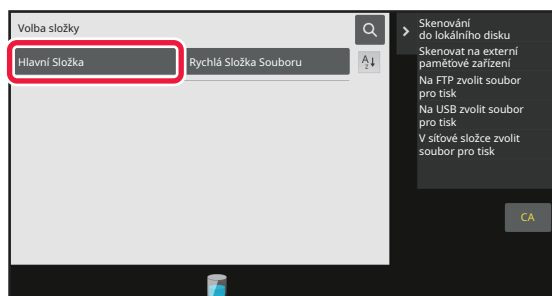 Volba složky
Hlavní Složka
Rychlá Složka Souboru
A
Z
Skenování
do lokálního disku
Skenovat na externí
paměťové zařízení
Na FTP zvolit soubor
pro tisk
Na USB zvolit soubor
pro tisk
V síťové složce zvolit
soubor pro tisk
CA